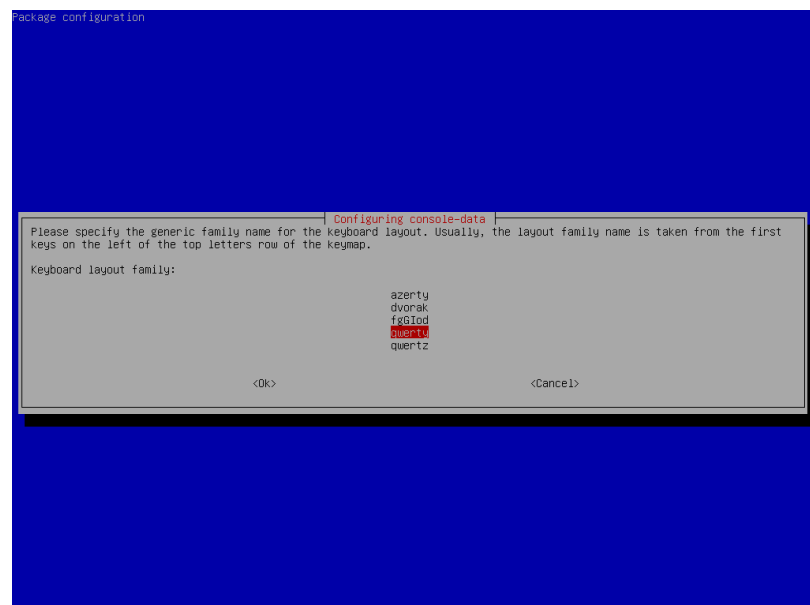 Package configuration
Configuring console-data
Please specify the generic family name for the keyboard layout. Usually, the layout family name is taken from the first
keys on the left of the top letters row of the keymap.
Keyboard layout family:
azerty
dvorak
fgGIod
qwerty
qwertz
<Ok> <Cancel>